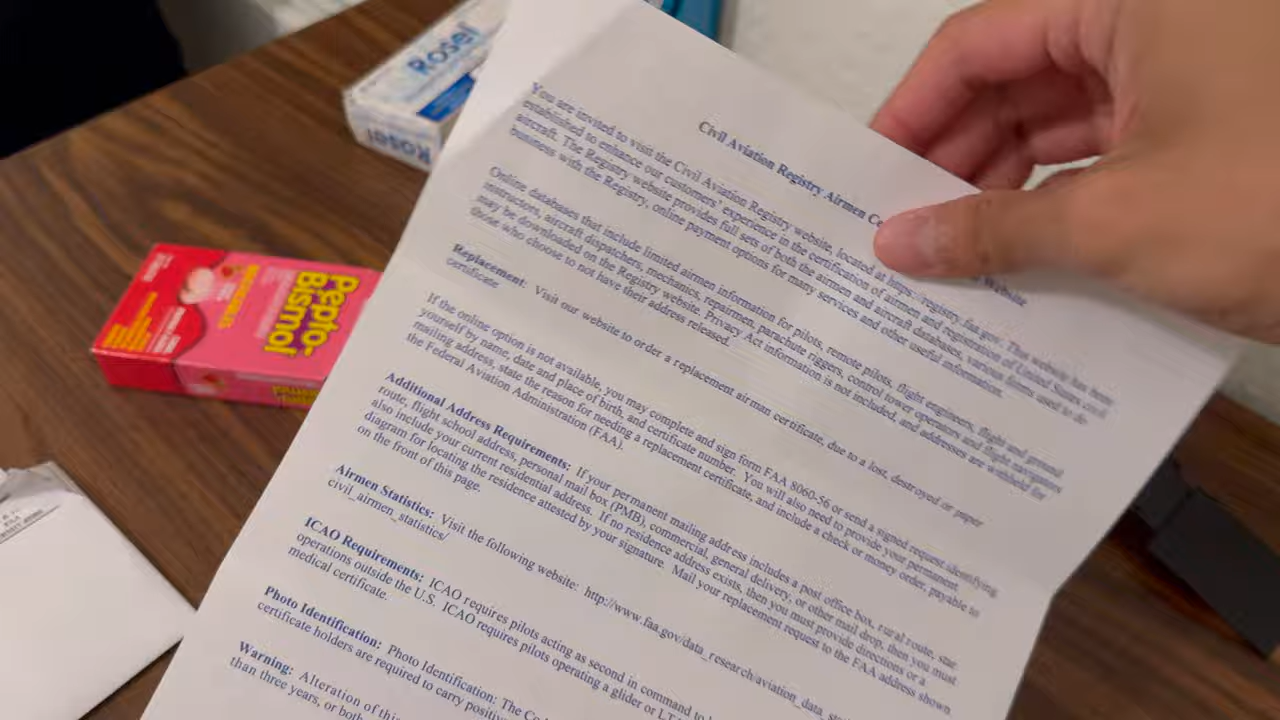 Rosel
Rosel
Pepto-
Bismol
Civil Aviation Registry Airmen
Website
You are invited to visit the Civil Aviation Registry website, located at https://registry.faa.gov. This website has been
established to enhance our customers' experience in the certification of airmen and registration of United States civil
aircraft. The Registry website provides full sets of both the airmen and aircraft databases, various forms used to do
business with the Registry, online payment options for many services and other useful information.
Online databases that include limited airmen information for pilots, remote pilots, flight engineers, flight and ground
instructors, aircraft dispatchers, mechanics, repairmen, parachute riggers, control tower operators and flight navigators
may be downloaded on the Registry website. Privacy Act information is not included, and addresses are withheld for
those who choose to not have their address released.
Replacement: Visit our website to order a replacement airman certificate, due to a lost, destroyed or paper
certificate.
If the online option is not available, you may complete and sign form FAA 8060-56 or send a signed request identifying
yourself by name, date and place of birth, and certificate number. You will also need to provide your permanent
mailing address, state the reason for needing a replacement certificate, and include a check or money order, payable to
the Federal Aviation Administration (FAA).
Additional Address Requirements: If your permanent mailing address includes a post office box, rural route, star
route, flight school address, personal mail box (PMB), commercial, general delivery, or other mail drop, then you must
also include your current residential address. If no residence address exists, then you must provide directions or a
diagram for locating the residence attested by your signature. Mail your replacement request to the FAA address shown
on the front of this page.
Airmen Statistics: Visit the following website: http://www.faa.gov/data_research/aviation_data
civil_airmen_statistics/
ICAO Requirements: ICAO requires pilots acting as second in command to
operations outside the U.S. ICAO requires pilots operating a glider or
medical certificate.
Photo Identification: Photo Identification: The
certificate holders are required to carry
Warning: Alteration of this
than three years, or both